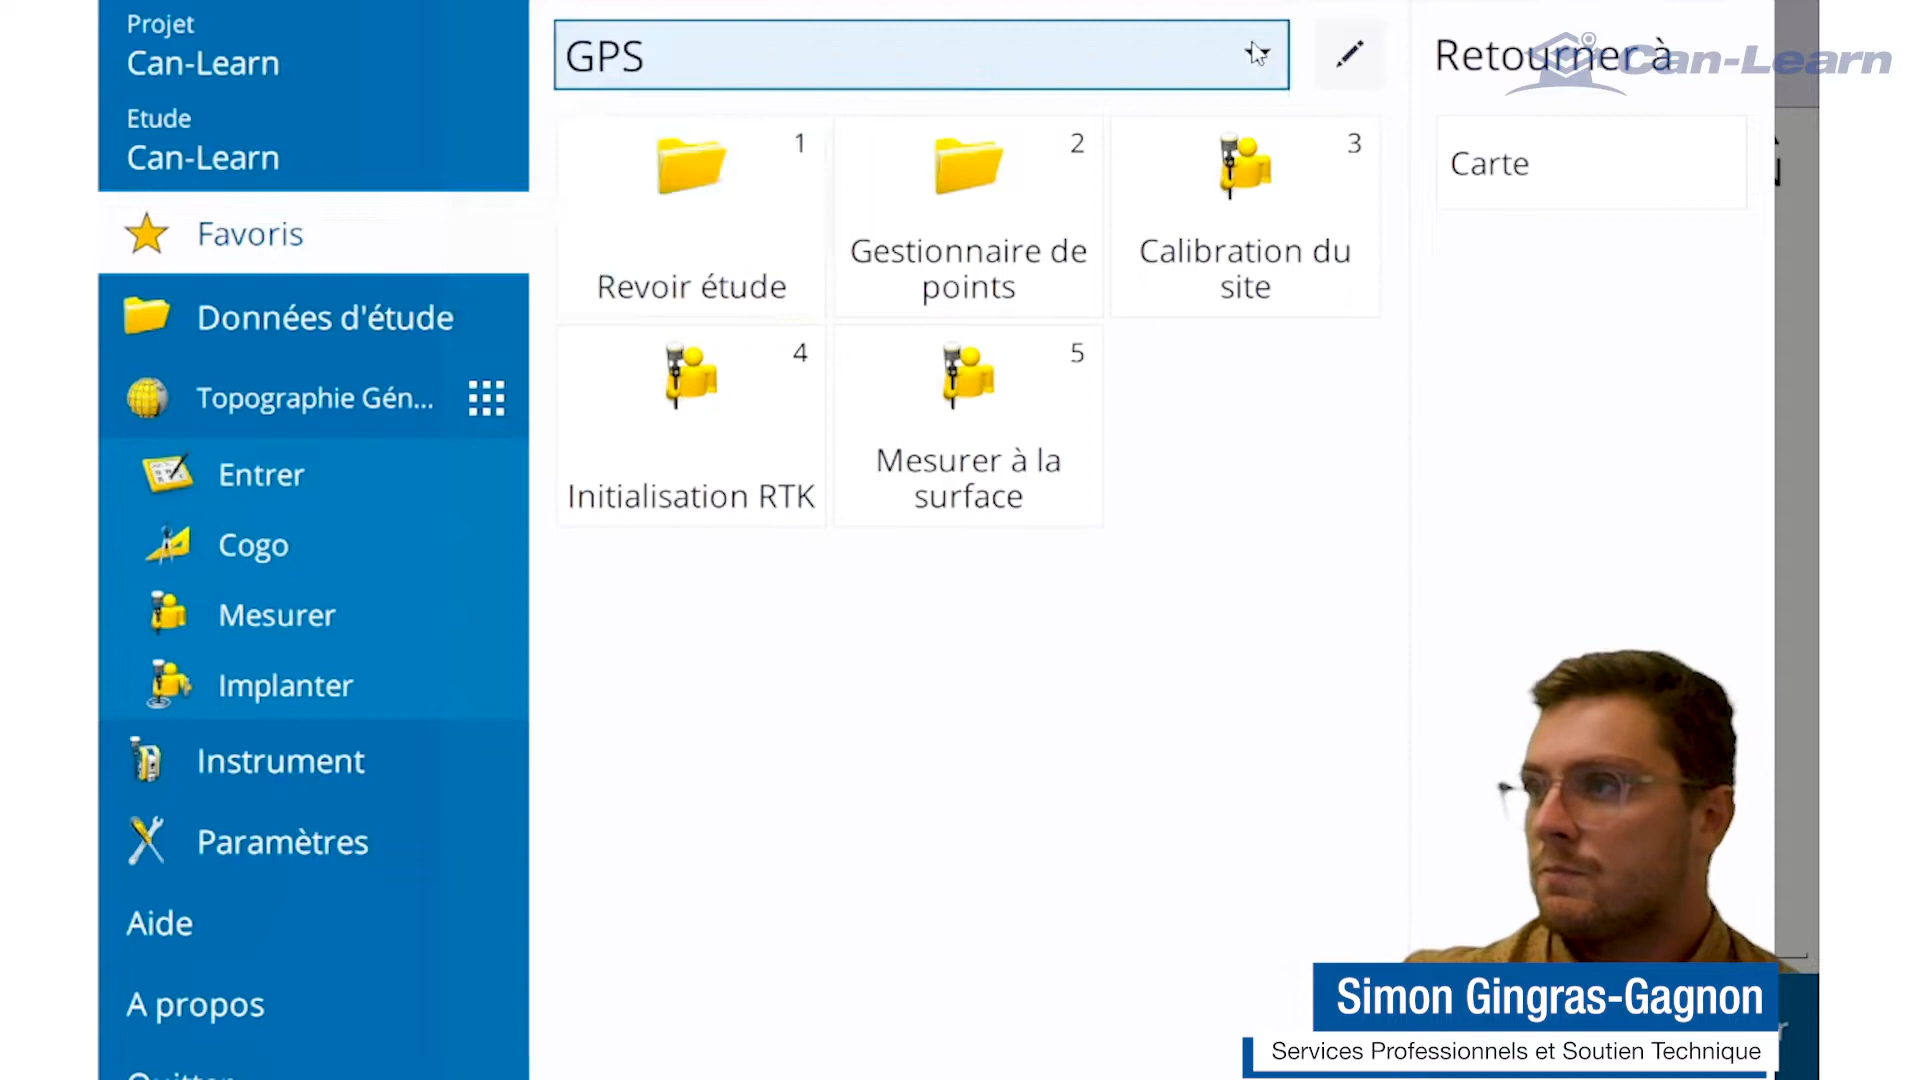 Projet
Can-Learn
Etude
Can-Learn
Favoris
Données d'étude
Topographie Gén...
Entrer
Cogo
Mesurer
Implanter
Instrument
Paramètres
Aide
A propos
Quitter
GPS
1
Revoir étude
2
Gestionnaire de
points
3
Calibration du
site
4
Initialisation RTK
5
Mesurer à la
surface
Retourner à
Can-Learn
Carte
Simon Gingras-Gagnon
Services Professionnels et Soutien Technique